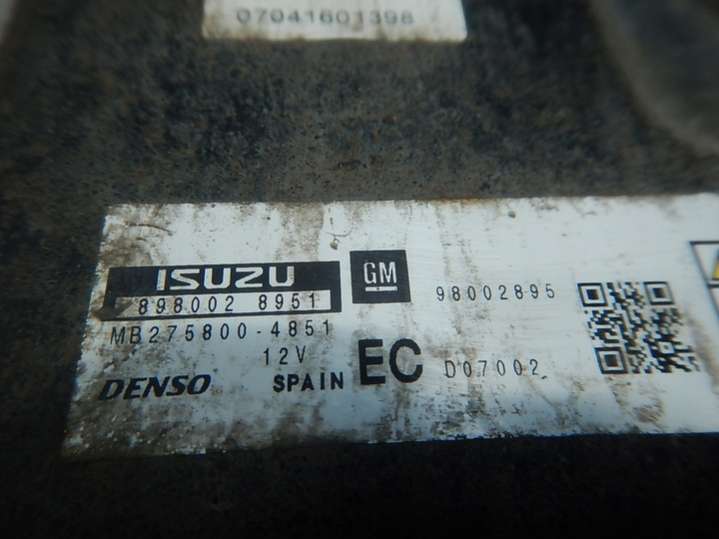 07041601398
ISUZU
898002 8951
GM
98002895
MB275800-4851
12V
EC
D07002
DENSO
SPAIN